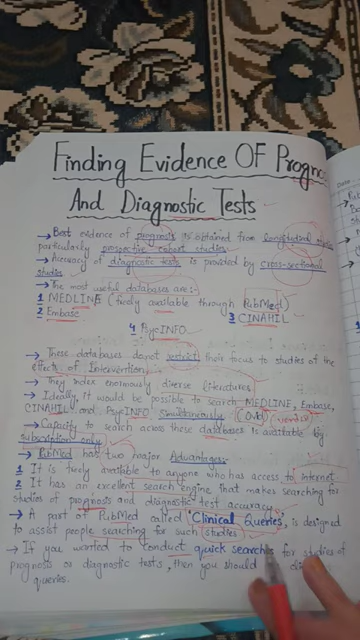 Finding Evidence OF Progn
And Diagnostic Tests
→ Best evidence of prognosis is obtained from longitudinal studies
particularly prospective cohort studies.
→ Accuracy of diagnostic tests is provided by cross-sectional
studies
→ The most useful databases are:-
1 MEDLINE (freely available through PubMed)
2 Embase
3 CINAHIL
4 PsycINFO
→ These databases donot restrict their focus to studies of the
effects of Intervention.
→ They index enormously diverse literatures.
→ Ideally, it would be possible to search MEDLINE, Embase,
CINAHIL and PsycINFO simultaneously. (Ovid)
→ Capacity to search across these databases is available by
subscription only
→ PubMed has two major Advantages:-
1 It is freely available to anyone who has access to internet
2 It has an excellent search engine that makes searching for
studies of prognosis and diagnostic test accuracy.
→ A part of PubMed called "Clinical Queries", is designed
to assist people searching for such studies
→ If you wanted to conduct quick searches for studies of
prognosis or diagnostic tests, then you should
queries.